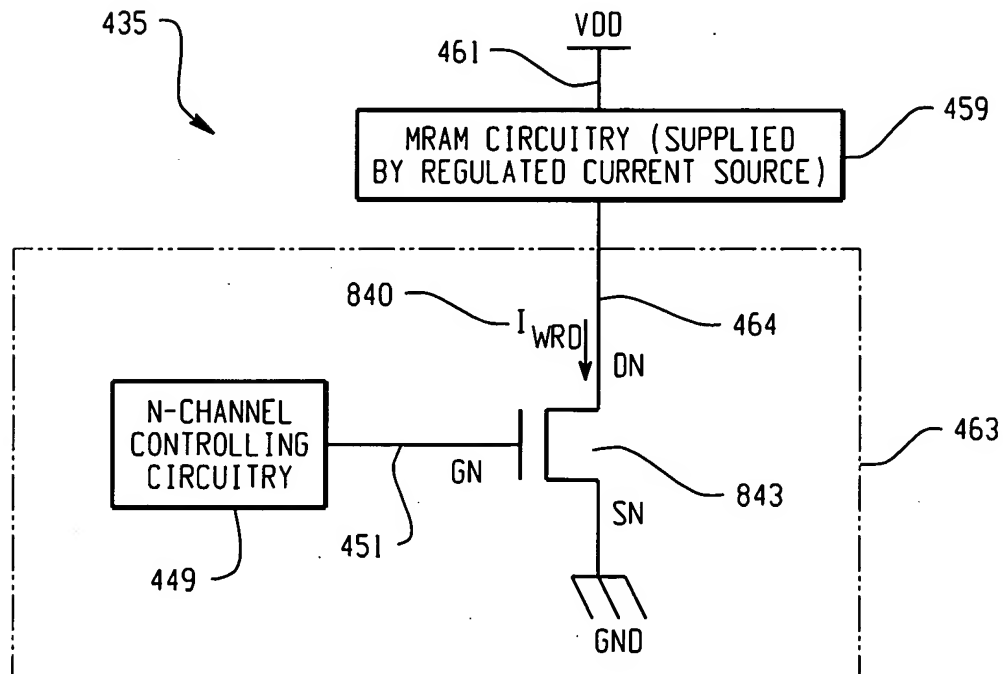 435
VDD
461
459
MRAM CIRCUITRY (SUPPLIED
BY REGULATED CURRENT SOURCE)
840
I WRD
464
DN
N-CHANNEL
CONTROLLING
CIRCUITRY
463
GN
843
SN
451
449
GND